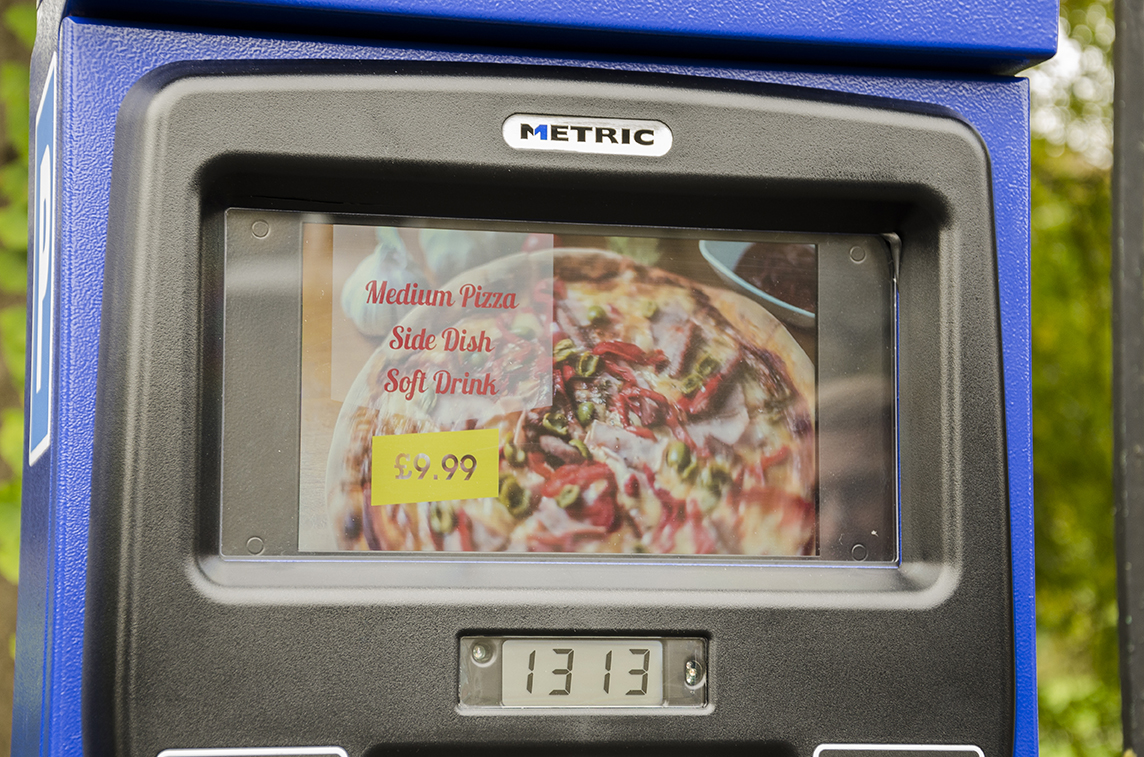 METRIC
P
Medium Pizza
Side Dish
Soft Drink
£9.99
1313